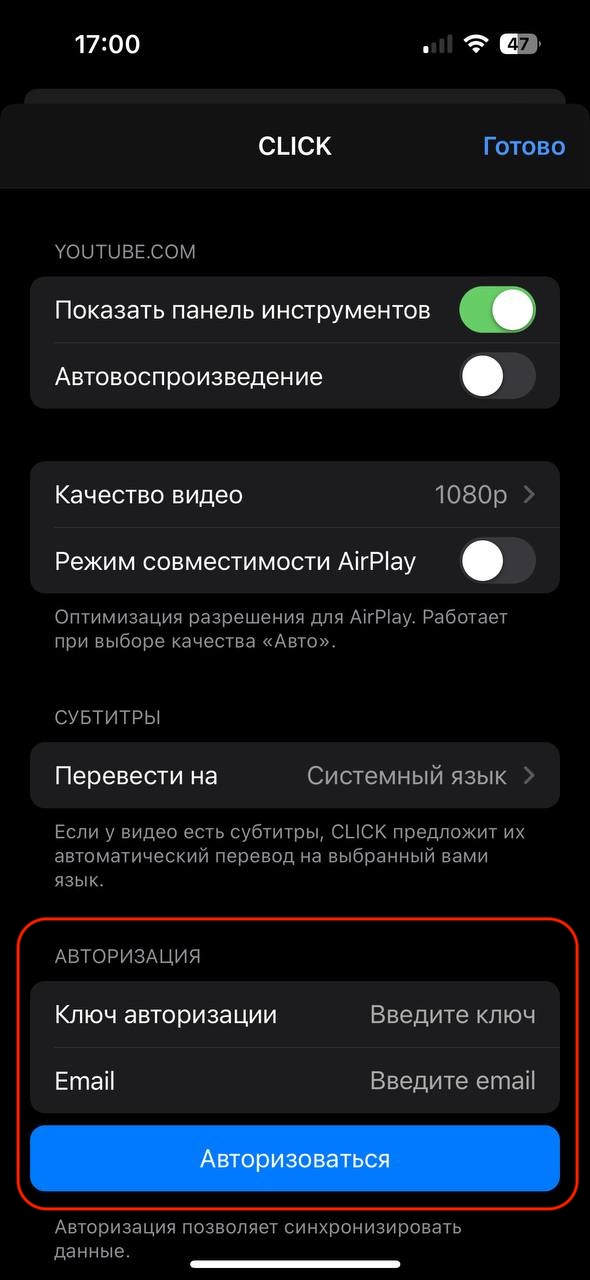 17:00
47
CLICK
Готово
YOUTUBE.COM
Показать панель инструментов
Автовоспроизведение
Качество видео 1080p
Режим совместимости AirPlay
Оптимизация разрешения для AirPlay. Работает
при выборе качества «Авто».
СУБТИТРЫ
Перевести на Системный язык
Если у видео есть субтитры, CLICK предложит их
автоматический перевод на выбранный вами
язык.
АВТОРИЗАЦИЯ
Ключ авторизации Введите ключ
Email Введите email
Авторизоваться
Авторизация позволяет синхронизировать
данные.